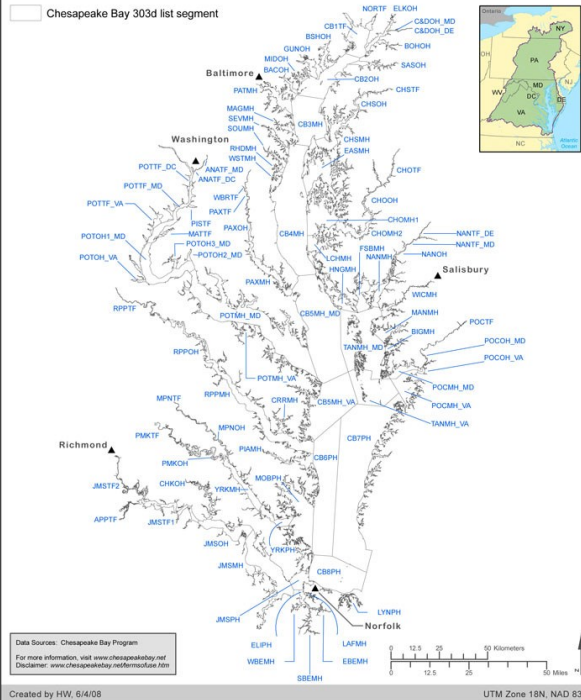 Chesapeake Bay 303d list segment
Ontario
NY
OH
PA
NJ
MD
WV
DC
DE
VA
NC
Atlantic
Ocean
NORTF ELKOH
CB1TF
C&DOH_MD
C&DOH_DE
BSHOH
BOHOH
GUNOH
MIDOH
SASOH
BACOH
Baltimore
CB2OH
CHSTF
PATMH
CHSOH
MAGMH
SEVMH
CB3MH
SOUMH
Washington
CHSMH
RHDMH
EASMH
WSTMH
POTTF_DC
ANATF_MD
CHOTF
ANATF_DC
POTTF_MD
WBRTF
CHOOH
POTTF_VA
PAXTF
CHOMH1
PISTF
PAXOH
MATTF
CB4MH
CHOMH2
NANTF_DE
POTOH1_MD
POTOH3_MD
FSBMH
NANTF_MD
POTOH2_MD
NANOH
POTOH_VA
LCHMH
NANMH
HNGMH
Salisbury
PAXMH
WICMH
RPPTF
POTMH_MD
CB5MH_MD
MANMH
POCTF
BIGMH
TANMH_MD
POCOH_MD
RPPOH
POCOH_VA
POTMH_VA
POCMH_MD
RPPMH
MPNTF
CRRMH
CB5MH_VA
POCMH_VA
TANMH_VA
MPNOH
PMKTF
CB7PH
Richmond
PIAMH
CB6PH
PMKOH
MOBPH
JMSTF2
CHKOH
YRKMH
APPTF
JMSTF1
JMSOH
YRKPH
JMSMH
CB8PH
LYNPH
JMSPH
Norfolk
ELIPH
LAFMH
WBEMH
EBEMH
SBEMH
Data Sources: Chesapeake Bay Program
For more information, visit www.chesapeakebay.net
Disclaimer: www.chesapeakebay.net/termsofuse.htm
0 12.5 25 50 Kilometers
0 12.5 25 50 Miles
Created by HW, 6/4/08
UTM Zone 18N, NAD 83